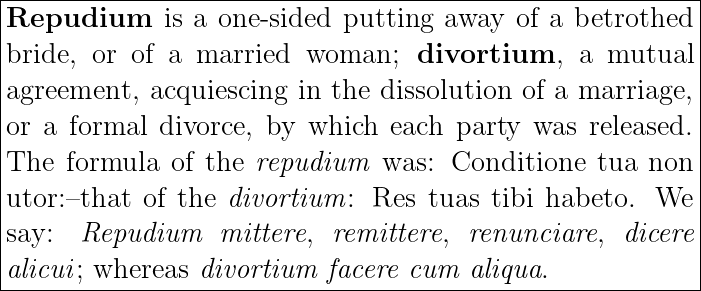 Repudium is a one-sided putting away of a betrothed
bride, or of a married woman; divortium, a mutual
agreement, acquiescing in the dissolution of a marriage,
or a formal divorce, by which each party was released.
The formula of the repudium was: Conditione tua non
utor:–that of the divortium: Res tuas tibi habeto. We
say: Repudium mittere, remittere, renunciare, dicere
alicui; whereas divortium facere cum aliqua.